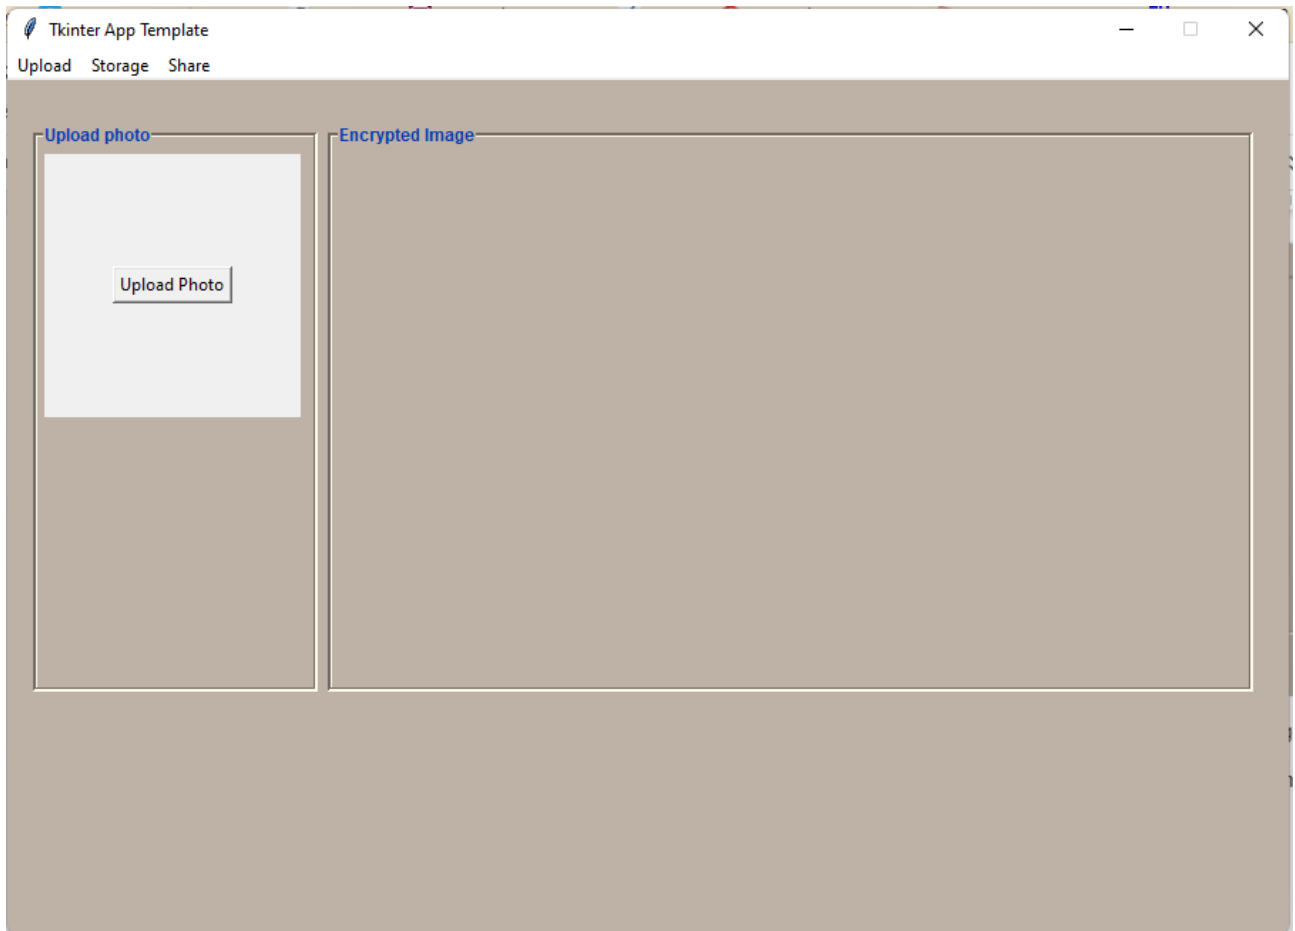 Tkinter App Template
Upload Storage Share
Upload photo
Encrypted Image
Upload Photo